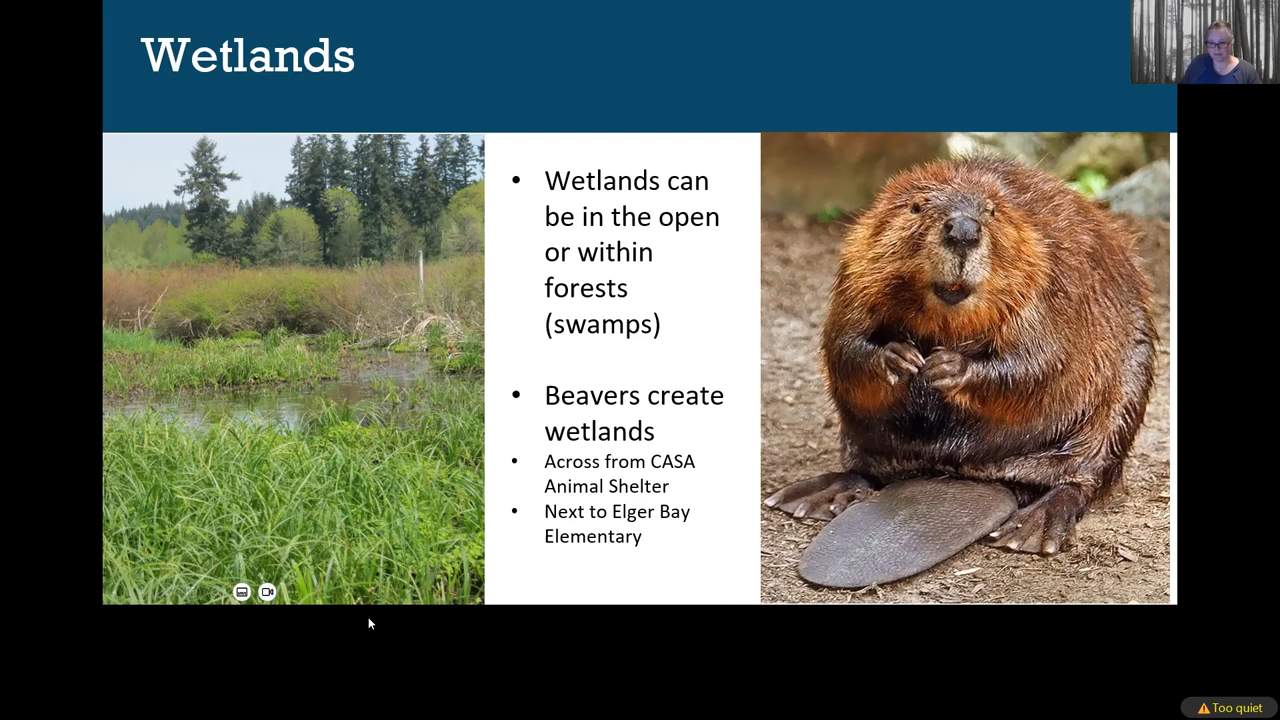 Wetlands
• Wetlands can
be in the open
or within
forests
(swamps)
• Beavers create
wetlands
• Across from CASA
Animal Shelter
• Next to Elger Bay
Elementary
Too quiet